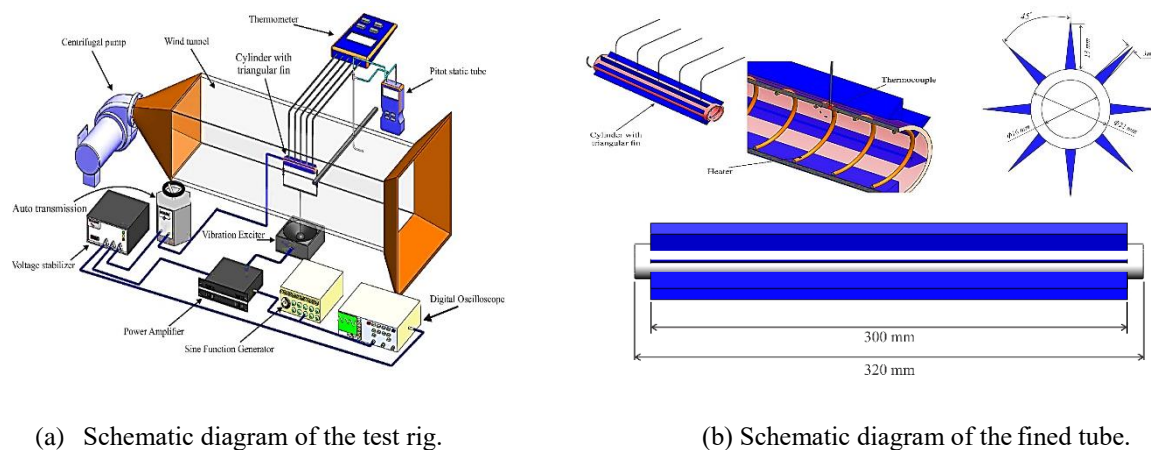 Thermometer
Centrifugal pump
Wind tunnel
Cylinder with
triangular fin
Pitot static tube
Auto transmission
Vibration Exciter
Voltage stabilizer
Digital Oscilloscope
Power Amplifier
Sine Function Generator
Cylinder with
triangular fin
Thermocouple
Heater
45°
15 mm
300 mm
320 mm
(a) Schematic diagram of the test rig.
(b) Schematic diagram of the fined tube.